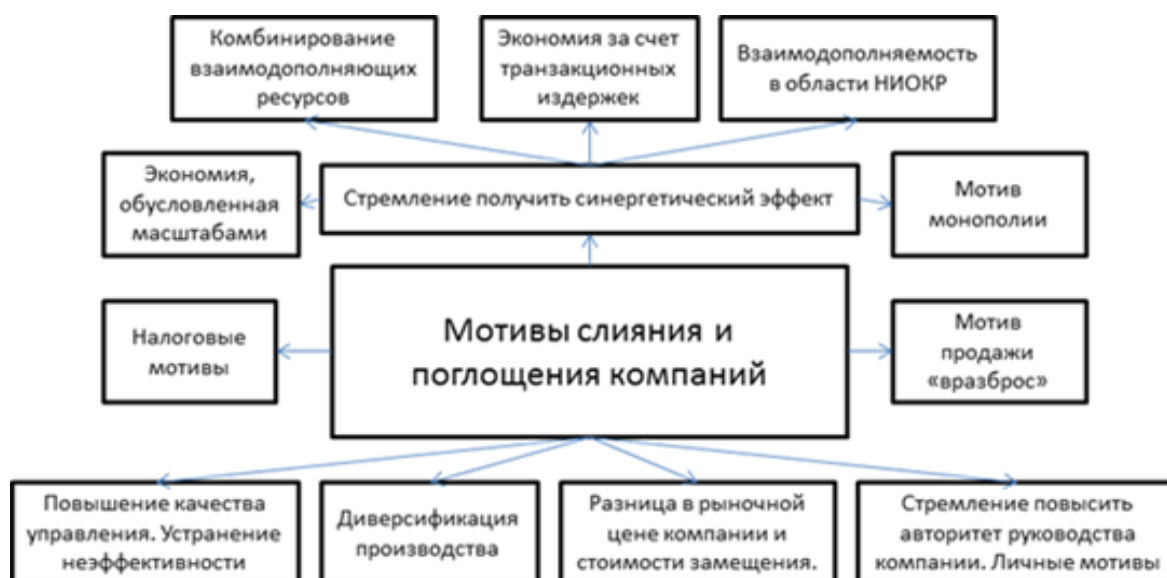 Комбинирование
взаимодополняющих
ресурсов
Экономия за счет
транзакционных
издержек
Взаимодополняемость
в области НИОКР
Экономия,
обусловленная
масштабами
Стремление получить синергетический эффект
Мотив
монополии
Налоговые
мотивы
Мотивы слияния и
поглощения компаний
Мотив
продажи
«вразброс»
Повышение качества
управления. Устранение
неэффективности
Диверсификация
производства
Разница в рыночной
цене компании и
стоимости замещения.
Стремление повысить
авторитет руководства
компании. Личные мотивы